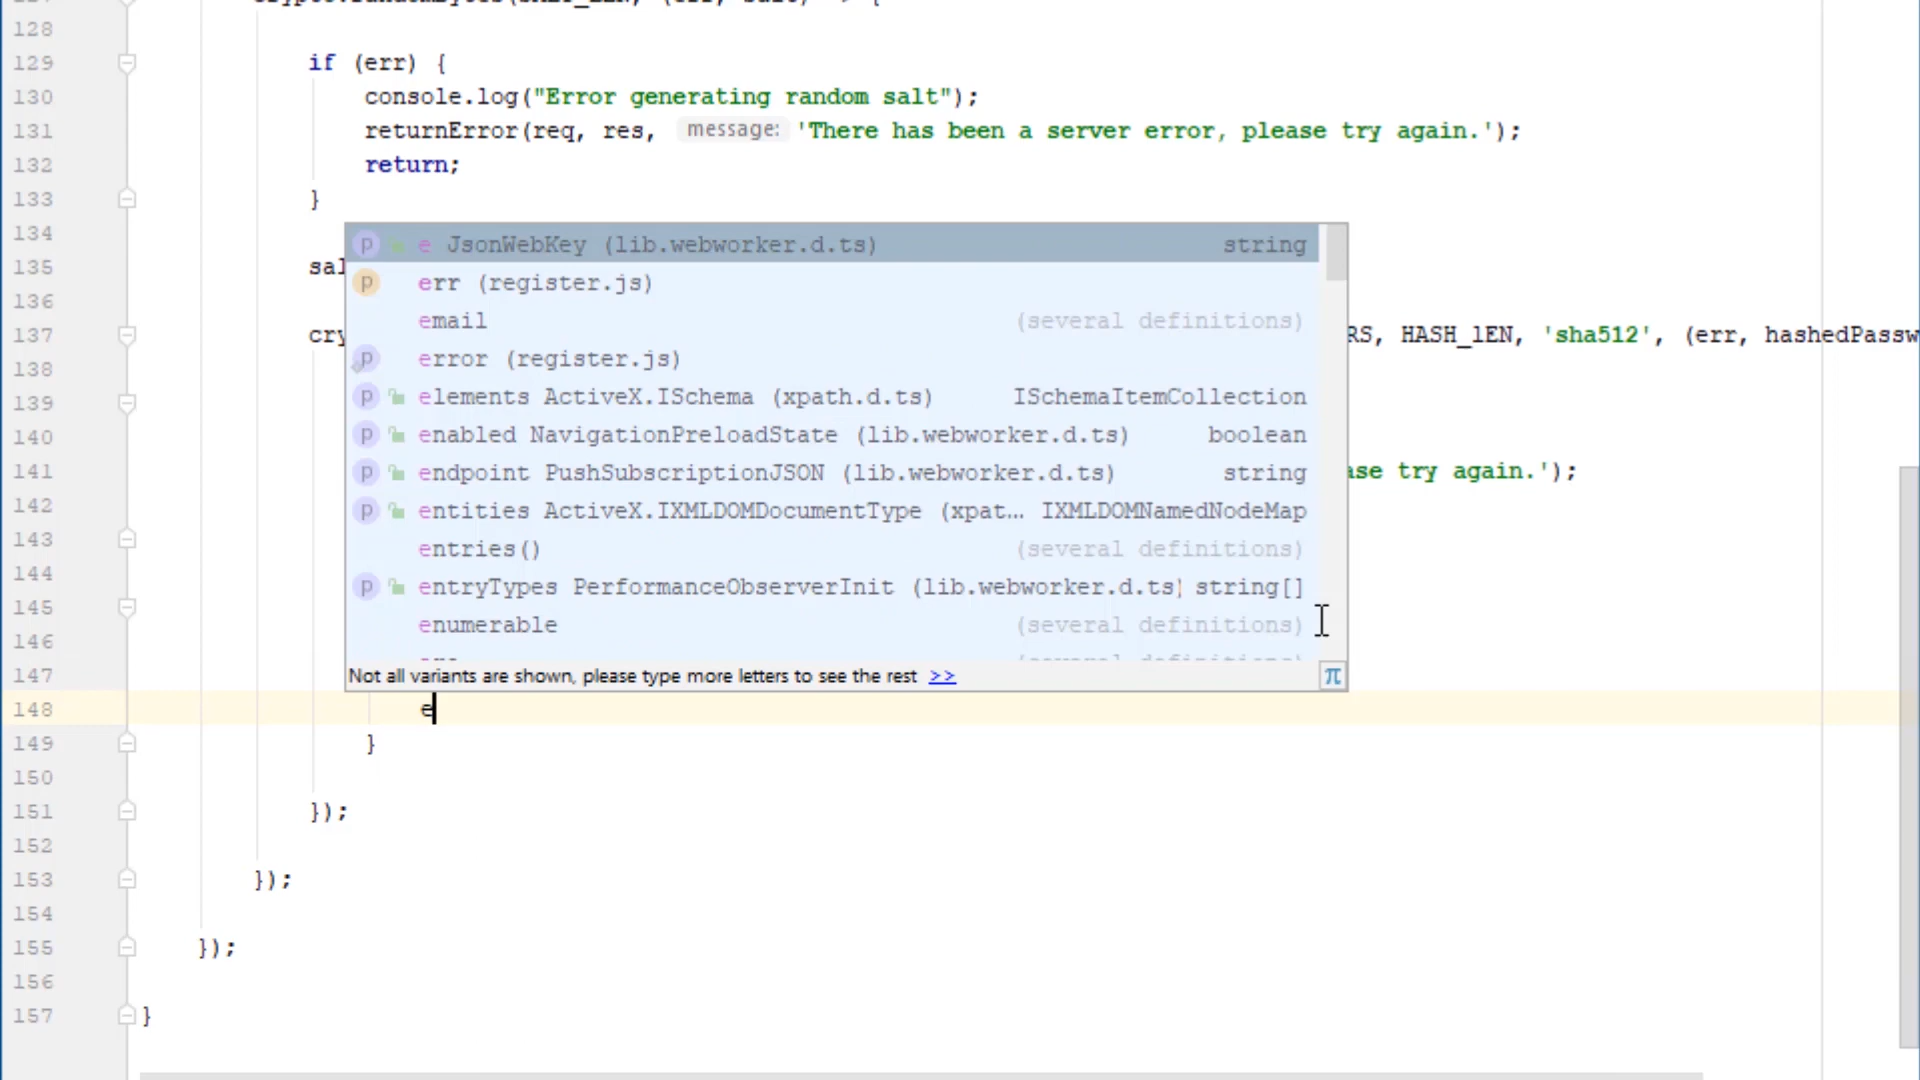 128
129 if (err) {
130 console.log("Error generating random salt");
131 returnError(req, res, message: 'There has been a server error, please try again.');
132 return;
133 }
134
e JsonWebKey (lib.webworker.d.ts) string
135 sal
err (register.js)
136
email (several definitions)
137 cry RS, HASH_lEN, 'sha512', (err, hashedPassw
138
error (register.js)
139
elements ActiveX.ISchema (xpath.d.ts) ISchemaItemCollection
140
enabled NavigationPreloadState (lib.webworker.d.ts) boolean
141 ase try again.');
endpoint PushSubscriptionJSON (lib.webworker.d.ts) string
142
entities ActiveX.IXMLDOMDocumentType (xpat... IXMLDOMNamedNodeMap
143
entries() (several definitions)
144
entryTypes PerformanceObserverInit (lib.webworker.d.ts) string[]
145
enumerable (several definitions)
146
147
Not all variants are shown, please type more letters to see the rest >> π
148 e
149 }
150
151 });
152
153 });
154
155 });
156
157 }